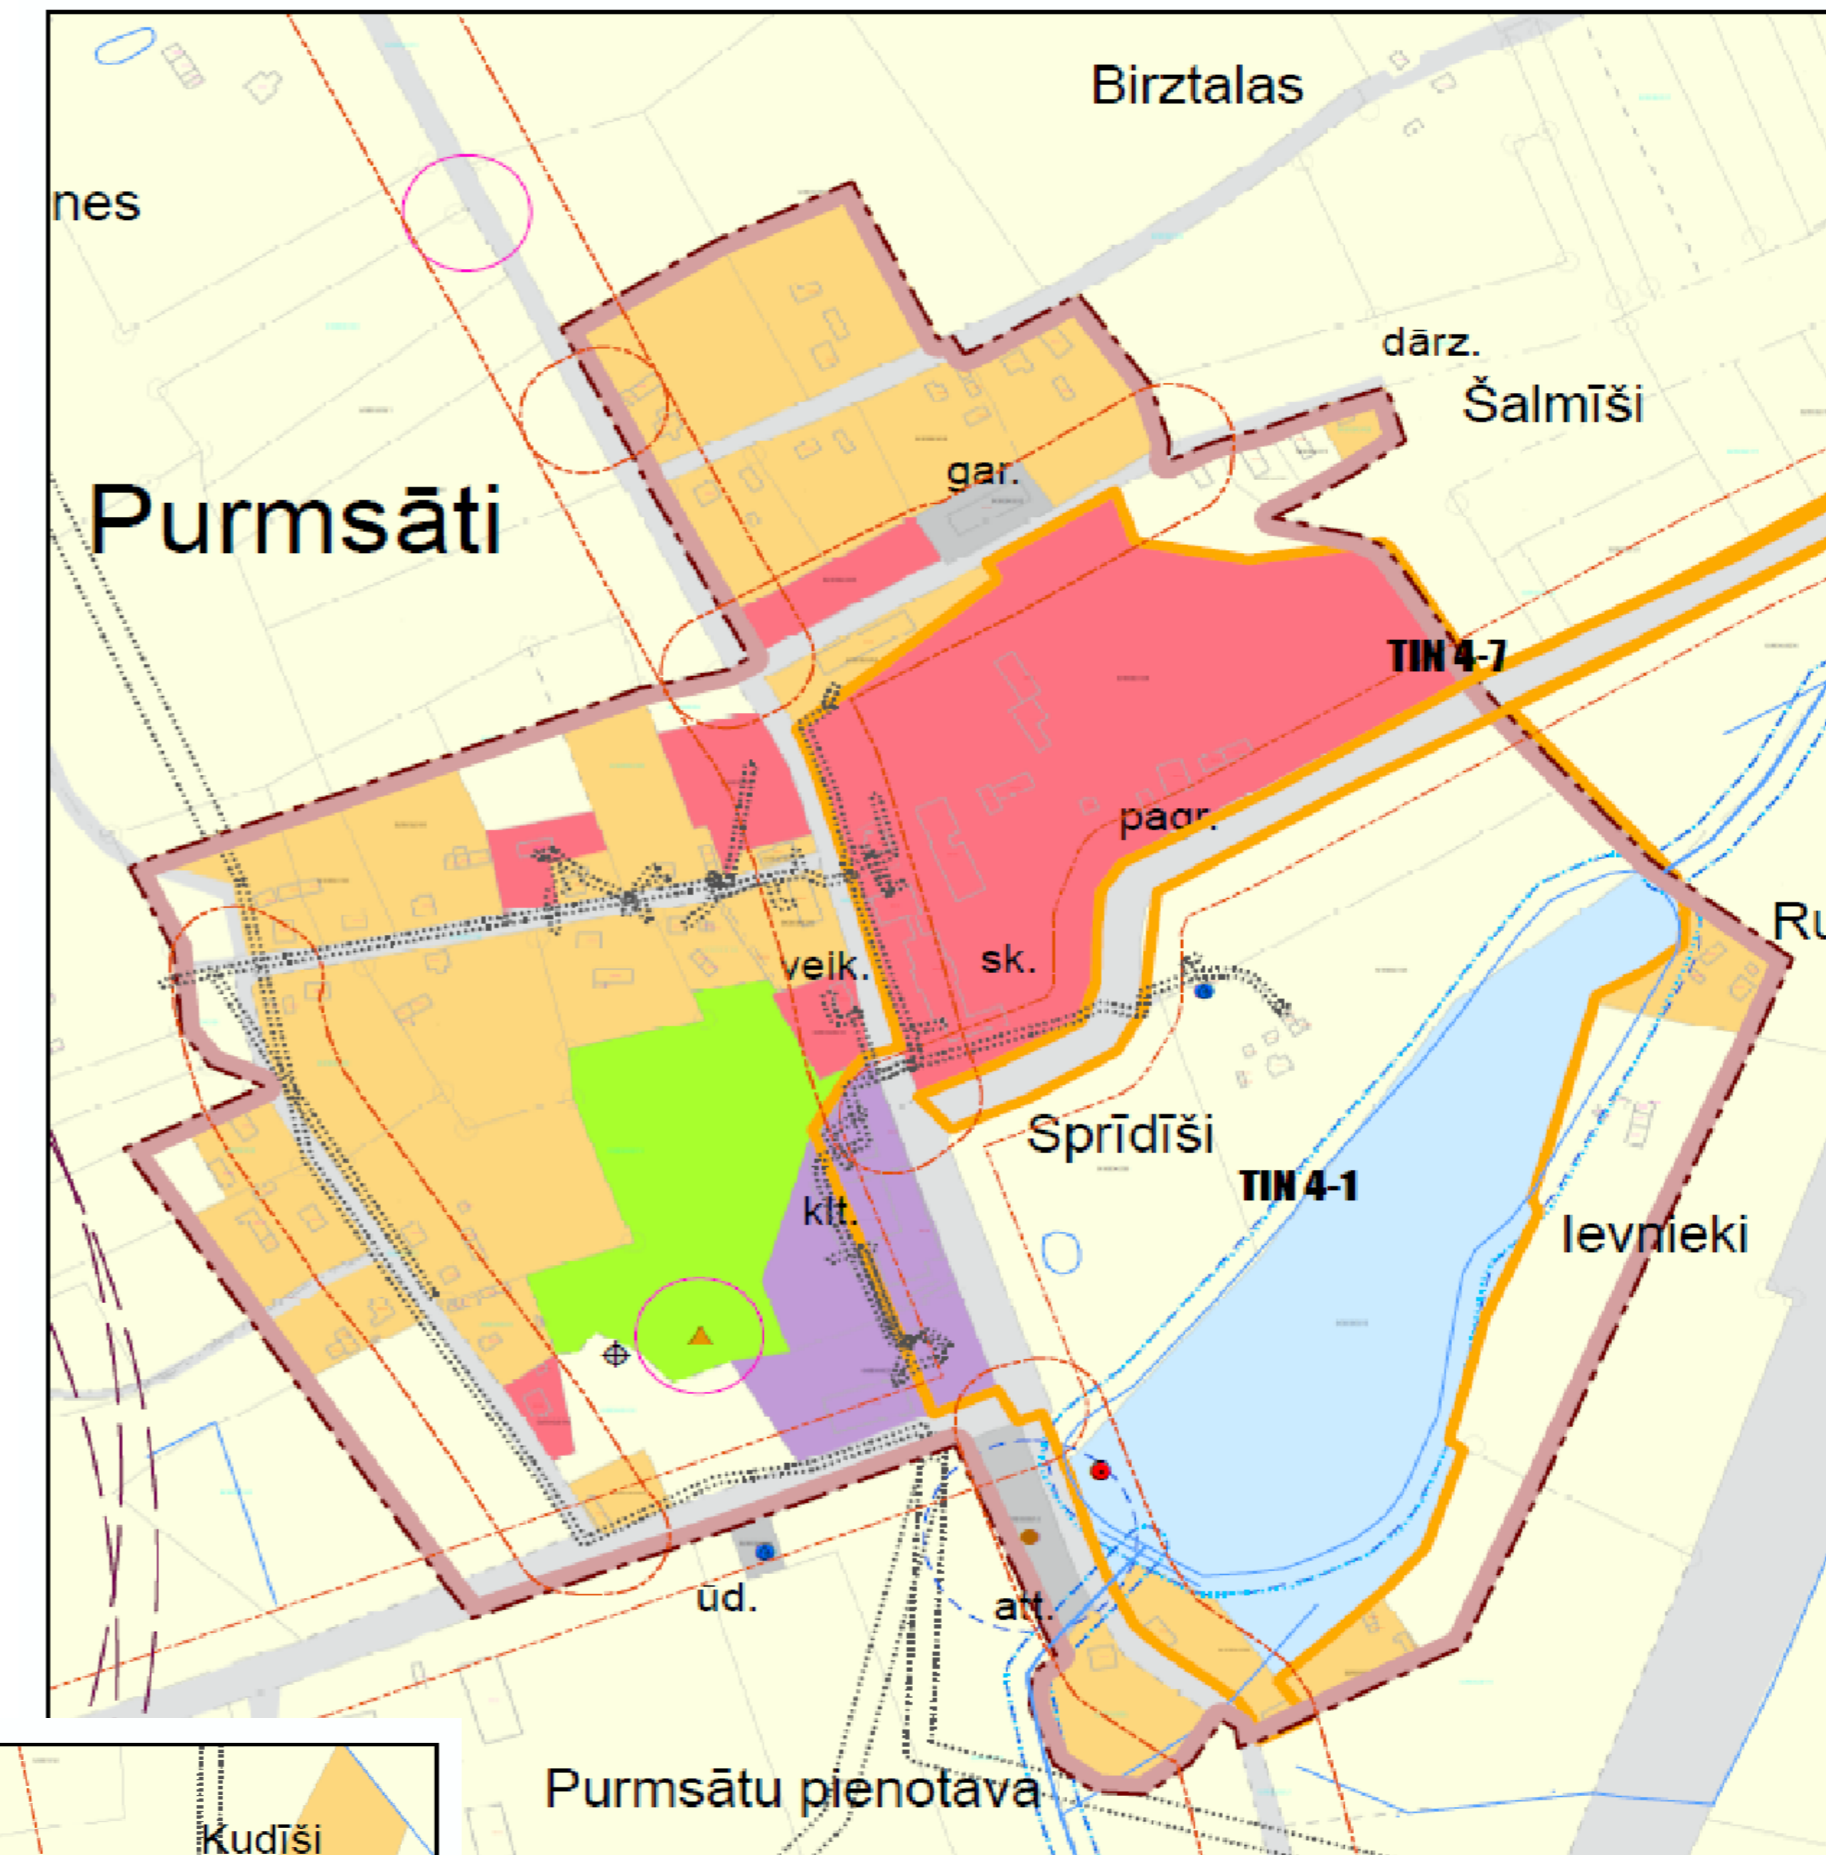 Birztalas
nes
dārz.
Šalmīši
gar.
Purmsāti
TIN 4-7
pagr.
Ru
veik.
sk.
Sprīdīši
TIN 4-1
klt.
Ievnieki
ūd.
att.
Purmsātu pienotava
Kudīši